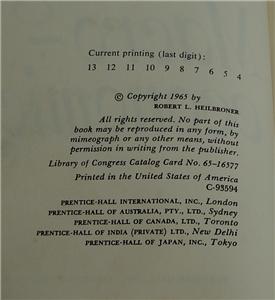 Current printing (last digit):
13 12 11 10 9 8 7 6 5 4
© Copyright 1965 by
ROBERT L. HEILBRONER
All rights reserved. No part of this
book may be reproduced in any form, by
mimeograph or any other means, without
permission in writing from the publisher.
Library of Congress Catalog Card No. 65-16577
Printed in the United States of America
C-93594
PRENTICE-HALL INTERNATIONAL, INC., London
PRENTICE-HALL OF AUSTRALIA, PTY., LTD., Sydney
PRENTICE-HALL OF CANADA, LTD., Toronto
PRENTICE-HALL OF INDIA (PRIVATE) LTD., New Delhi
PRENTICE-HALL OF JAPAN, INC., Tokyo